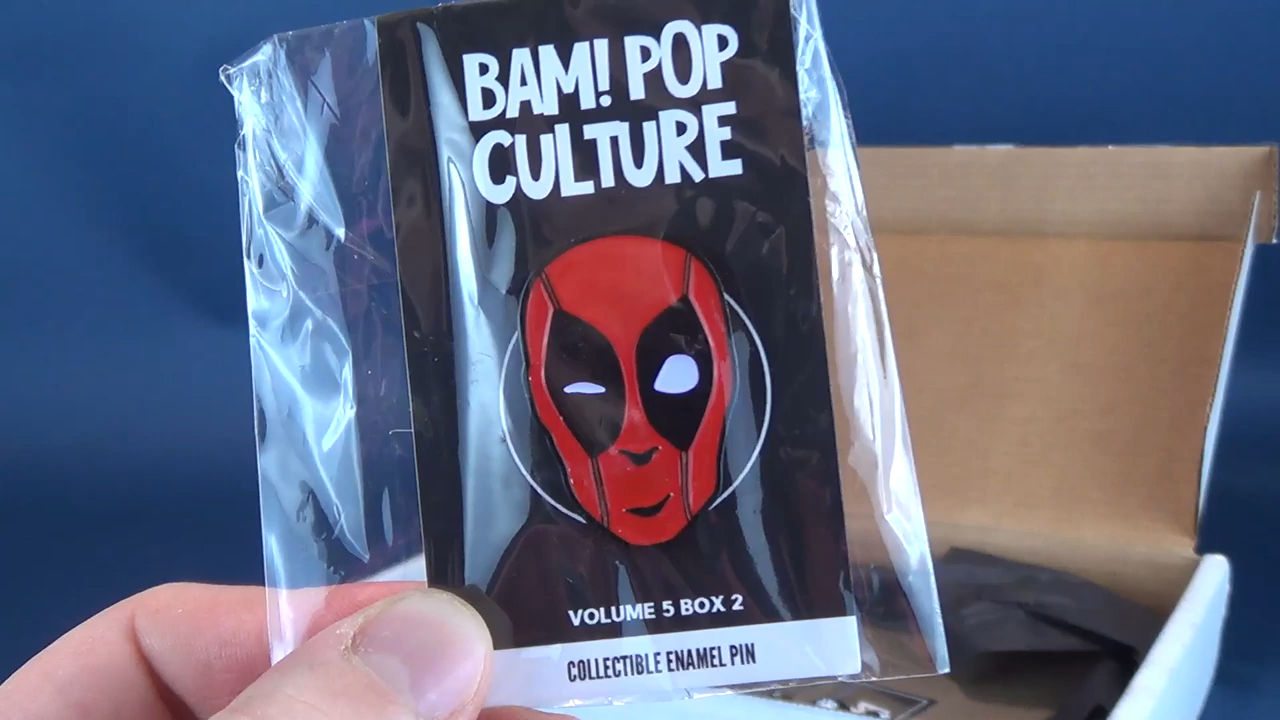 BAM! POP
CULTURE
VOLUME 5 BOX 2
COLLECTIBLE ENAMEL PIN